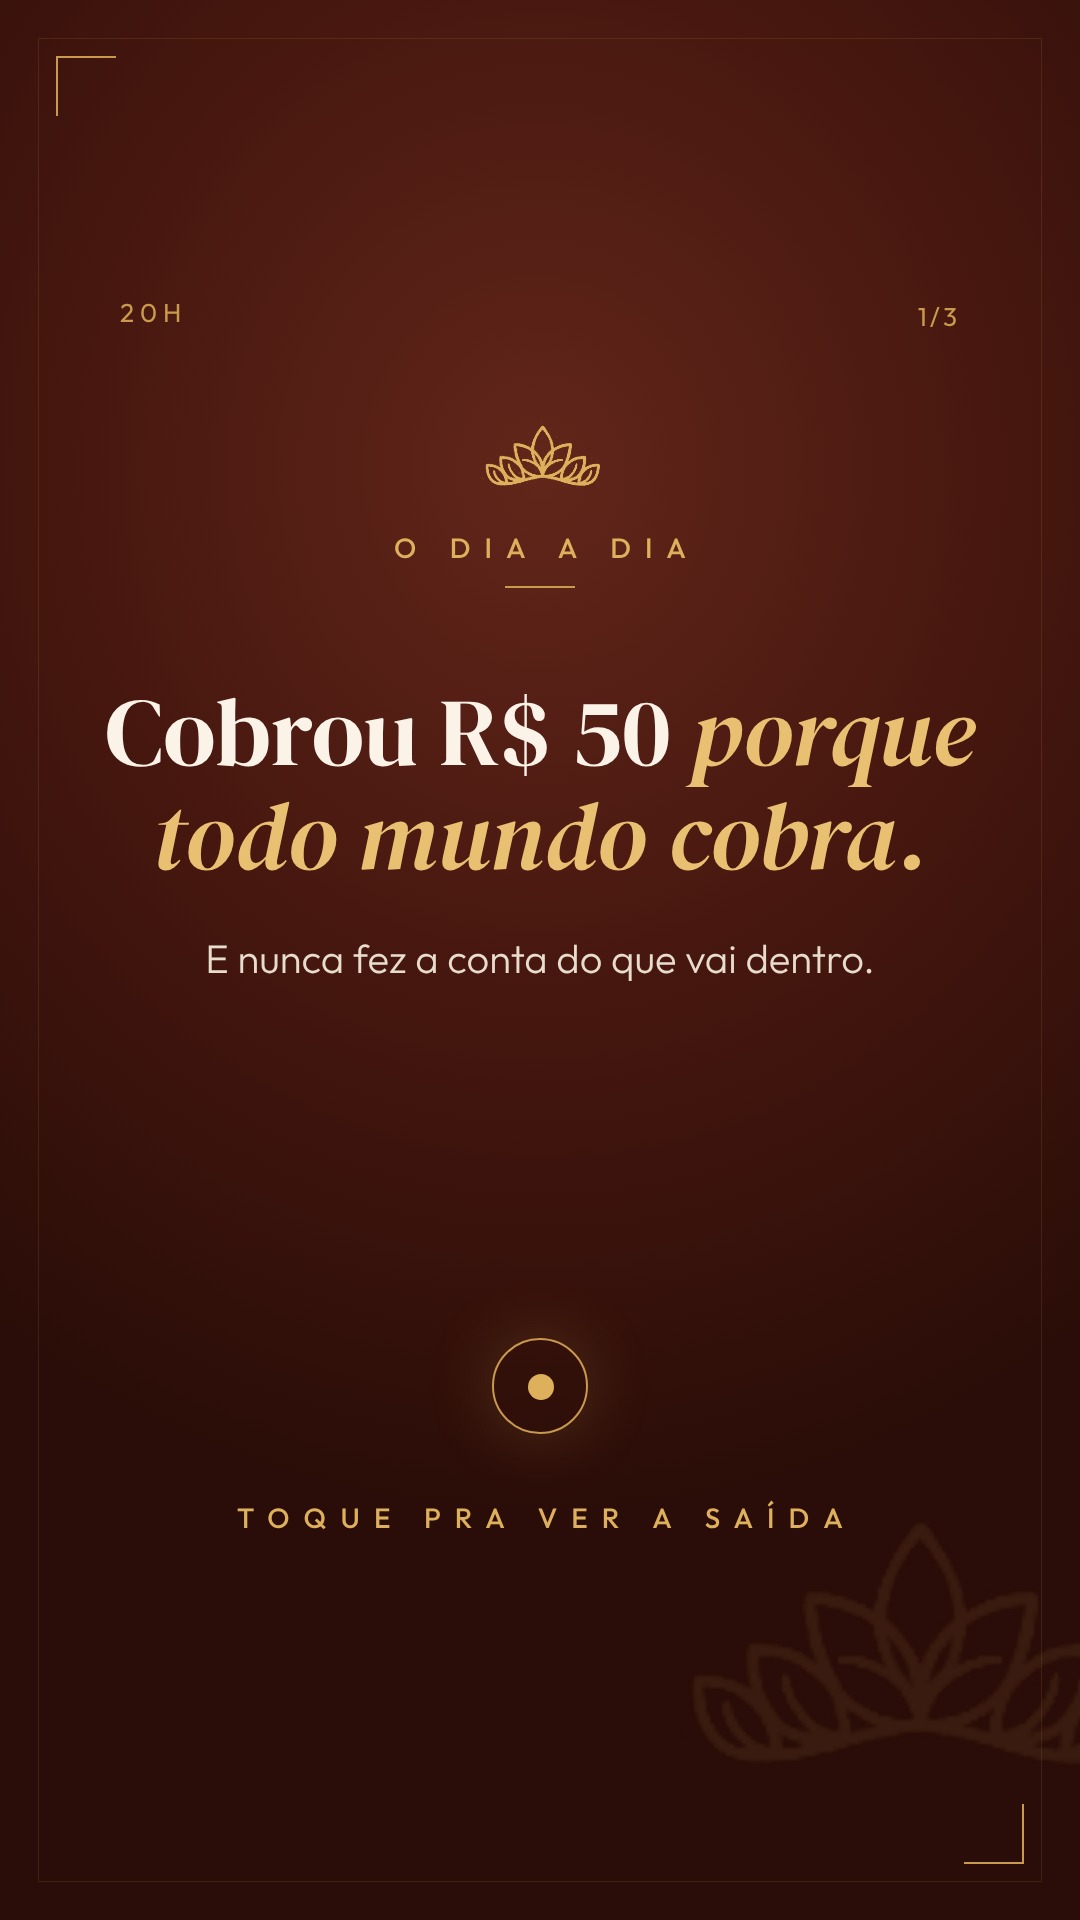 20H
1/3
O DIA A DIA
Cobrou R$ 50 porque
todo mundo cobra.
E nunca fez a conta do que vai dentro.
TOQUE PRA VER A SAÍDA